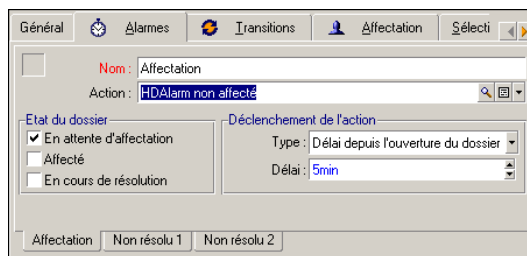 Général Alarmes Transitions Affectation Sélecti
Nom : Affectation
Action : HDAlarm non affecté
Etat du dossier
En attente d'affectation
Affecté
En cours de résolution
Déclenchement de l'action
Type : Délai depuis l'ouverture du dossier
Délai : 5min
Affectation Non résolu 1 Non résolu 2